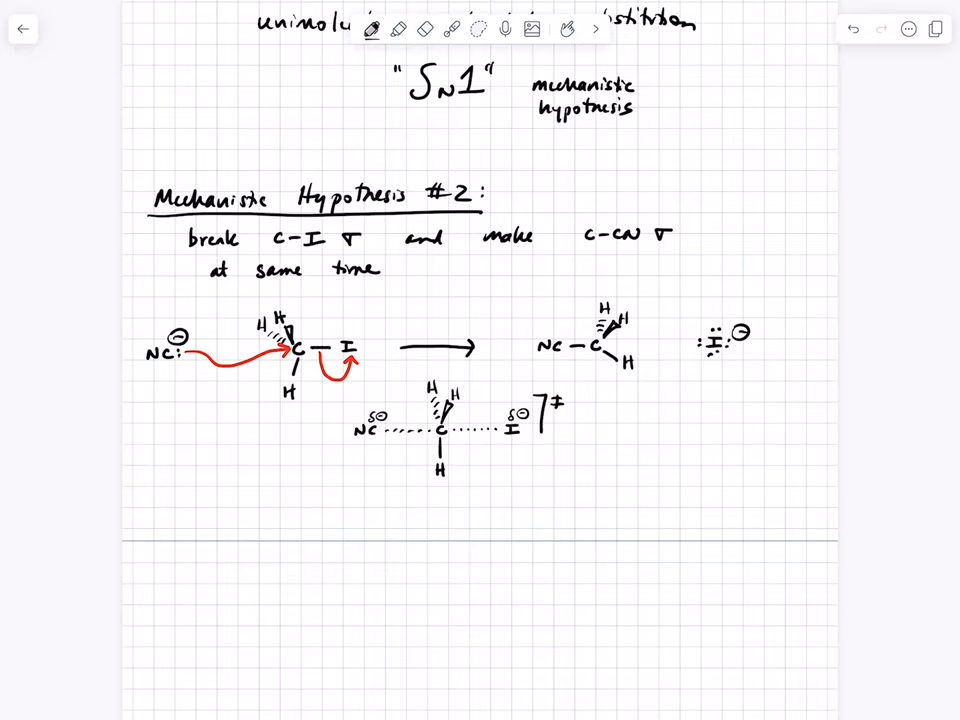 " SN1 "
mechanistic
hypothesis
Mechanistic Hypothesis #2:
break C-I σ and make C-CN σ
at same time
NC:⊖ H H C - I H → NC - C H H H :I:⊖
NC δ⊖ C H H H I δ⊖ ‡